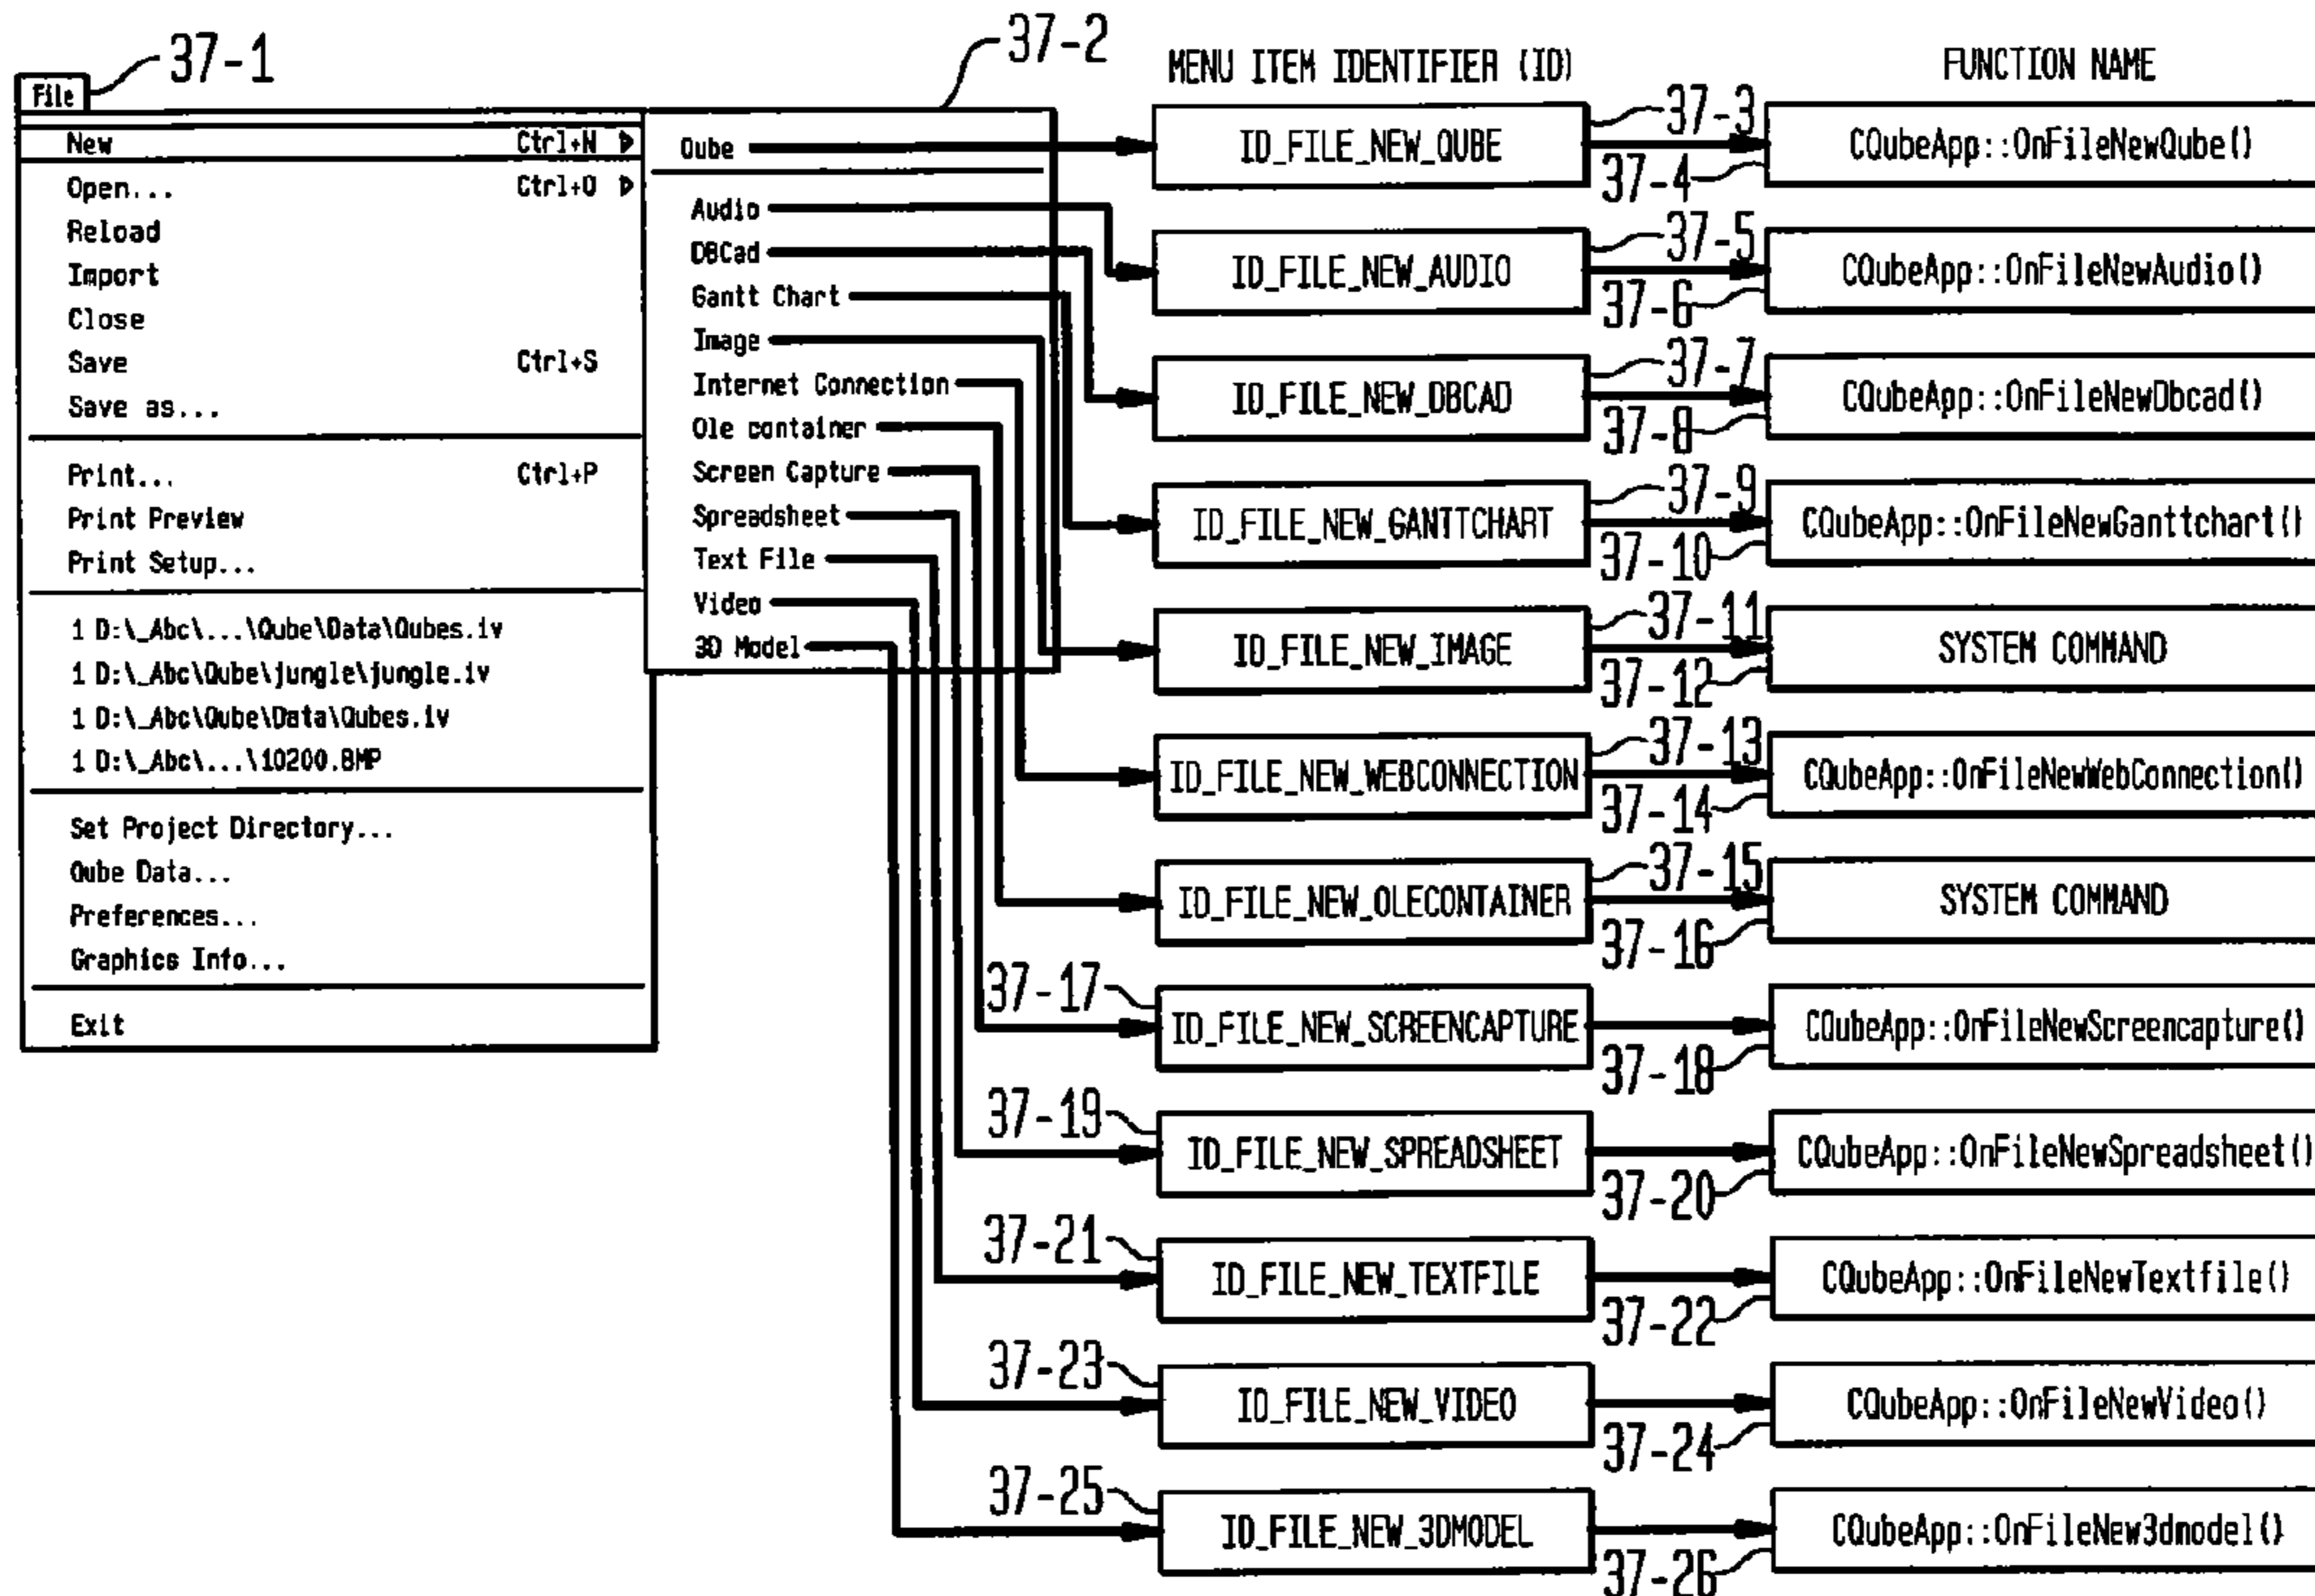 37-1
File
New Ctrl+N
Open... Ctrl+O
Reload
Import
Close
Save Ctrl+S
Save as...
Print... Ctrl+P
Print Preview
Print Setup...
1 D:\_Abc\...\Qube\Data\Qubes.iv
1 D:\_Abc\Qube\jungle\jungle.iv
1 D:\_Abc\Qube\Data\Qubes.iv
1 D:\_Abc\...\10200.BMP
Set Project Directory...
Qube Data...
Preferences...
Graphics Info...
Exit
37-2
Qube
Audio
DBCad
Gantt Chart
Image
Internet Connection
Ole container
Screen Capture
Spreadsheet
Text File
Video
3D Model
MENU ITEM IDENTIFIER (ID) FUNCTION NAME
ID_FILE_NEW_QUBE 37-3 37-4 CQubeApp::OnFileNewQube()
ID_FILE_NEW_AUDIO 37-5 37-6 CQubeApp::OnFileNewAudio()
ID_FILE_NEW_DBCAD 37-7 37-8 CQubeApp::OnFileNewDbcad()
ID_FILE_NEW_GANTTCHART 37-9 37-10 CQubeApp::OnFileNewGanttchart()
ID_FILE_NEW_IMAGE 37-11 37-12 SYSTEM COMMAND
ID_FILE_NEW_WEBCONNECTION 37-13 37-14 CQubeApp::OnFileNewWebConnection()
ID_FILE_NEW_OLECONTAINER 37-15 37-16 SYSTEM COMMAND
37-17 ID_FILE_NEW_SCREENCAPTURE 37-18 CQubeApp::OnFileNewScreencapture()
37-19 ID_FILE_NEW_SPREADSHEET 37-20 CQubeApp::OnFileNewSpreadsheet()
37-21 ID_FILE_NEW_TEXTFILE 37-22 CQubeApp::OnFileNewTextfile()
37-23 ID_FILE_NEW_VIDEO 37-24 CQubeApp::OnFileNewVideo()
37-25 ID_FILE_NEW_3DMODEL 37-26 CQubeApp::OnFileNew3dmodel()